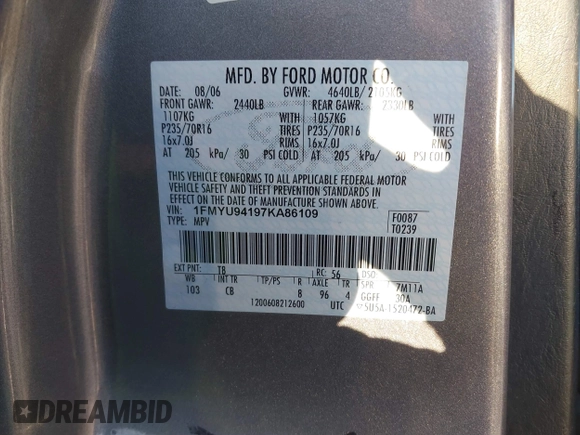 MFD. BY FORD MOTOR CO.
DATE: 08/06 GVWR: 4640LB/ 2105KG
FRONT GAWR: 2440LB REAR GAWR: 2330LB
1107KG WITH 1057KG WITH
P235/70R16 TIRES P235/70R16 TIRES
16x7.0J RIMS 16x7.0J RIMS
AT 205 kPa/ 30 PSI COLD AT 205 kPa/ 30 PSI COLD
THIS VEHICLE CONFORMS TO ALL APPLICABLE FEDERAL MOTOR
VEHICLE SAFETY AND THEFT PREVENTION STANDARDS IN
EFFECT ON THE DATE OF MANUFACTURE SHOWN ABOVE.
VIN: 1FMYU94197KA86109 F0087
TYPE: MPV T0239
EXT PNT: TB RC: 56 DSO:
WB INT TR TP/PS R AXLE TR SPR 7M11A
103 CB 8 96 4 GGFF 30A
1200608212600 UTC 5U5A-1520472-BA
DREAMBID